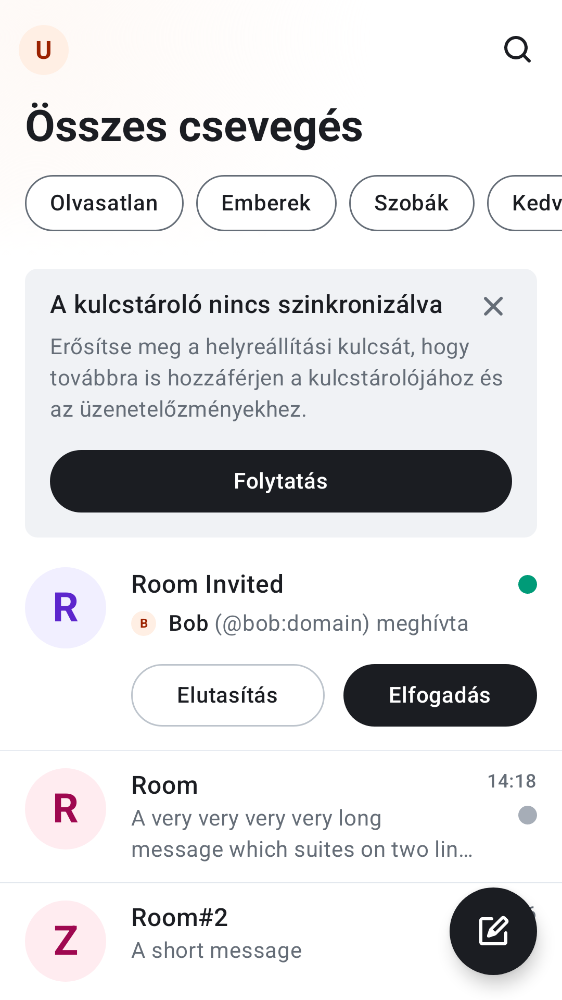 U
Összes csevegés
Olvasatlan Emberek Szobák Kedv
A kulcstároló nincs szinkronizálva
Erősítse meg a helyreállítási kulcsát, hogy
továbbra is hozzáférjen a kulcstárolójához és
az üzenetelőzményekhez.
Folytatás
R
Room Invited
B Bob (@bob:domain) meghívta
Elutasítás Elfogadás
R
Room 14:18
A very very very very long
message which suites on two lin…
Z
Room#2
A short message